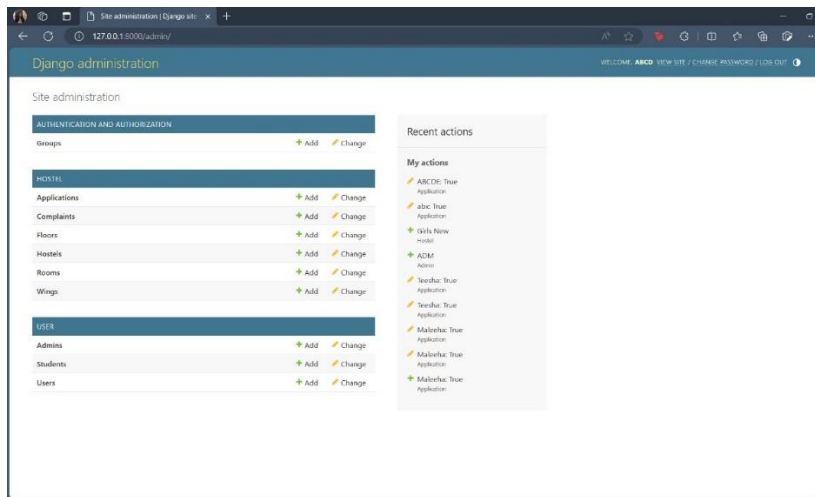 Site administration | Django site
127.0.0.1:8000/admin/
Django administration
WELCOME, ABCD. VIEW SITE / CHANGE PASSWORD / LOG OUT
Site administration
AUTHENTICATION AND AUTHORIZATION
Groups + Add Change
HOSTEL
Applications + Add Change
Complaints + Add Change
Floors + Add Change
Hostels + Add Change
Rooms + Add Change
Wings + Add Change
USER
Admins + Add Change
Students + Add Change
Users + Add Change
Recent actions
My actions
ABCDE: True
Application
abic: True
Application
+ Girls New
Hostel
+ ADM
Admin
Teesha: True
Application
Teesha: True
Application
Maleeha: True
Application
Maleeha: True
Application
+ Maleeha: True
Application